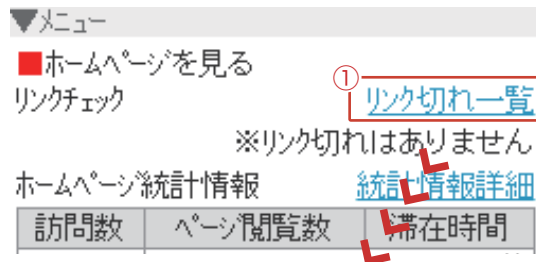 ▼メニュー
■ホームページを見る
①
リンクチェック リンク切れ一覧
※リンク切れはありません
ホームページ統計情報 統計情報詳細
訪問数 ページ閲覧数 滞在時間